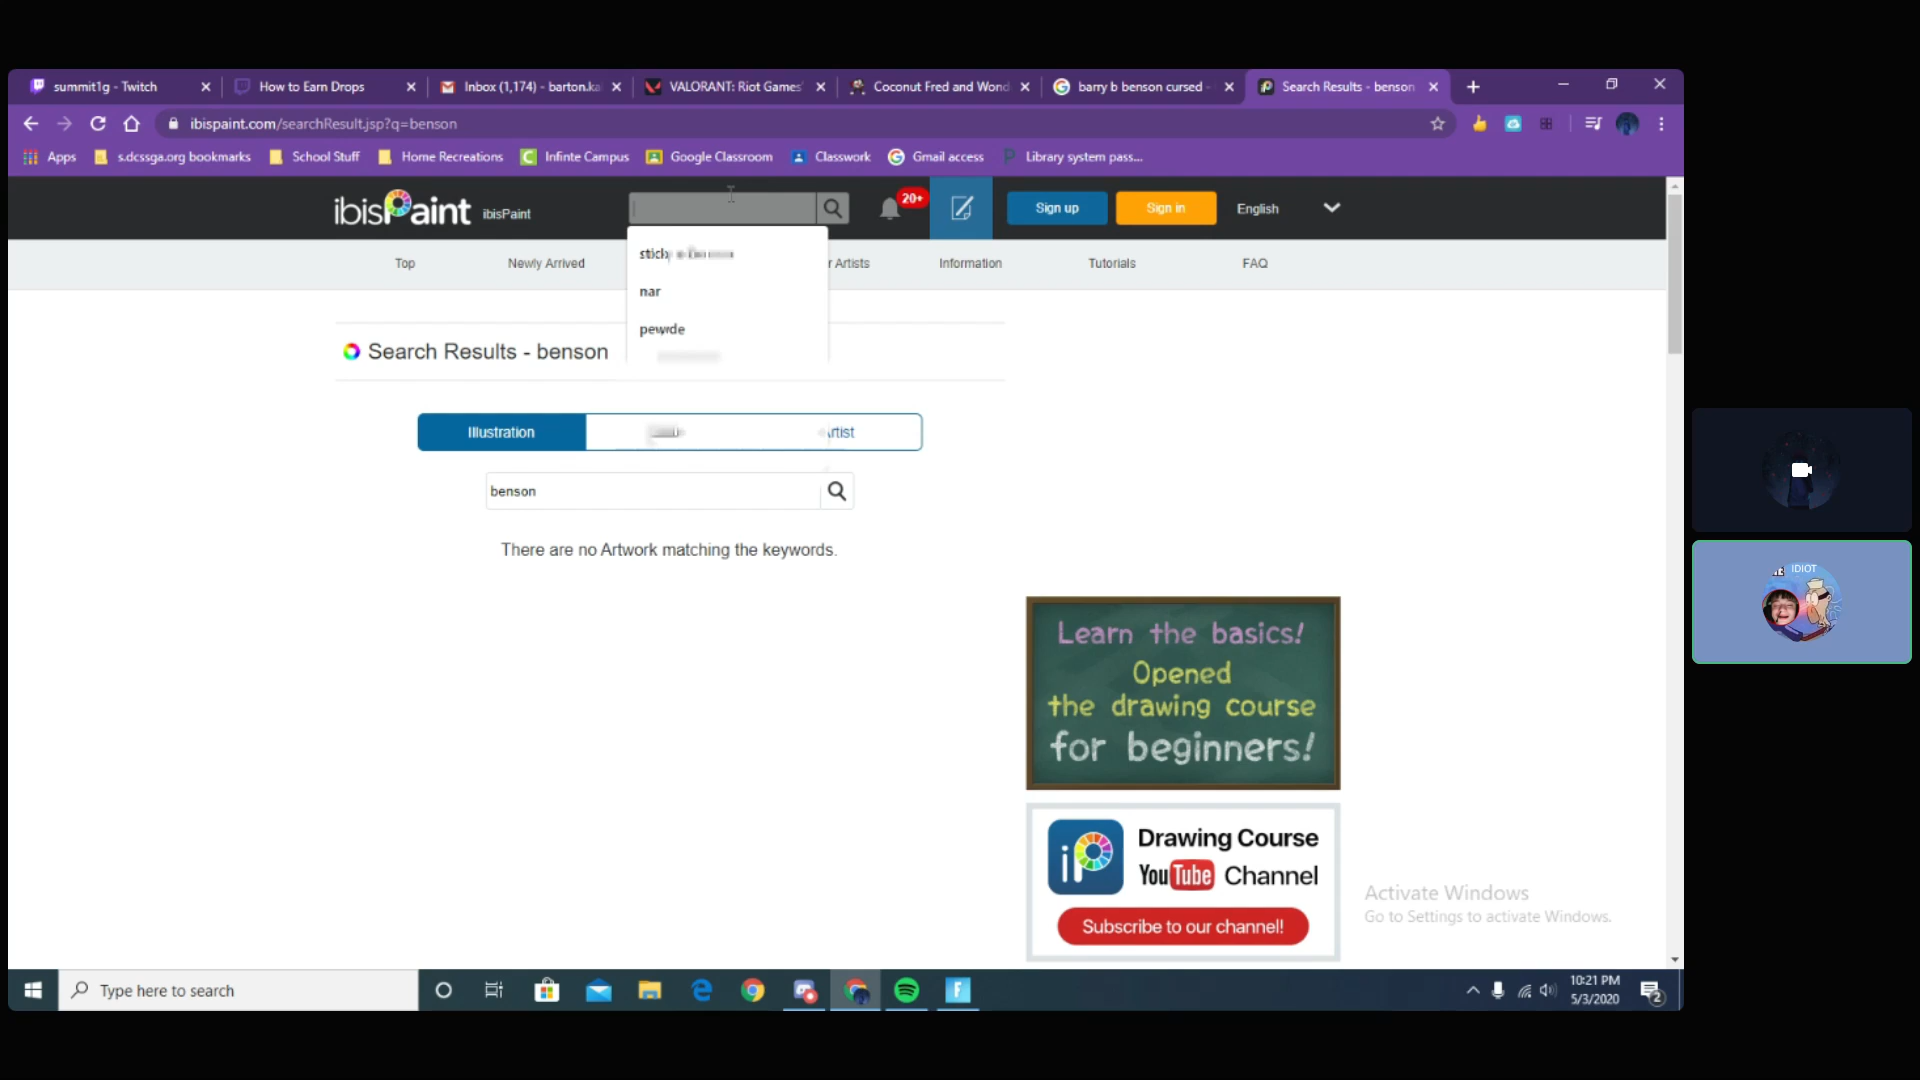 summit1g - Twitch
How to Earn Drops
Inbox (1,174) - barton.ka
VALORANT: Riot Games'
Coconut Fred and Wond
barry b benson cursed -
Search Results - benson
ibispaint.com/searchResult.jsp?q=benson
Apps
s.dcssga.org bookmarks
School Stuff
Home Recreations
Infinte Campus
Google Classroom
Classwork
Gmail access
Library system pass...
ibisPaint
ibisPaint
20+
Sign up
Sign in
English
Top
Newly Arrived
r Artists
Information
Tutorials
FAQ
nar
Search Results - benson
Illustration
benson
There are no Artwork matching the keywords.
Learn the basics!
Opened
the drawing course
for beginners!
iP
Drawing Course
YouTube Channel
Subscribe to our channel!
Activate Windows
Go to Settings to activate Windows.
IDIOT
Type here to search
10:21 PM
5/3/2020
2